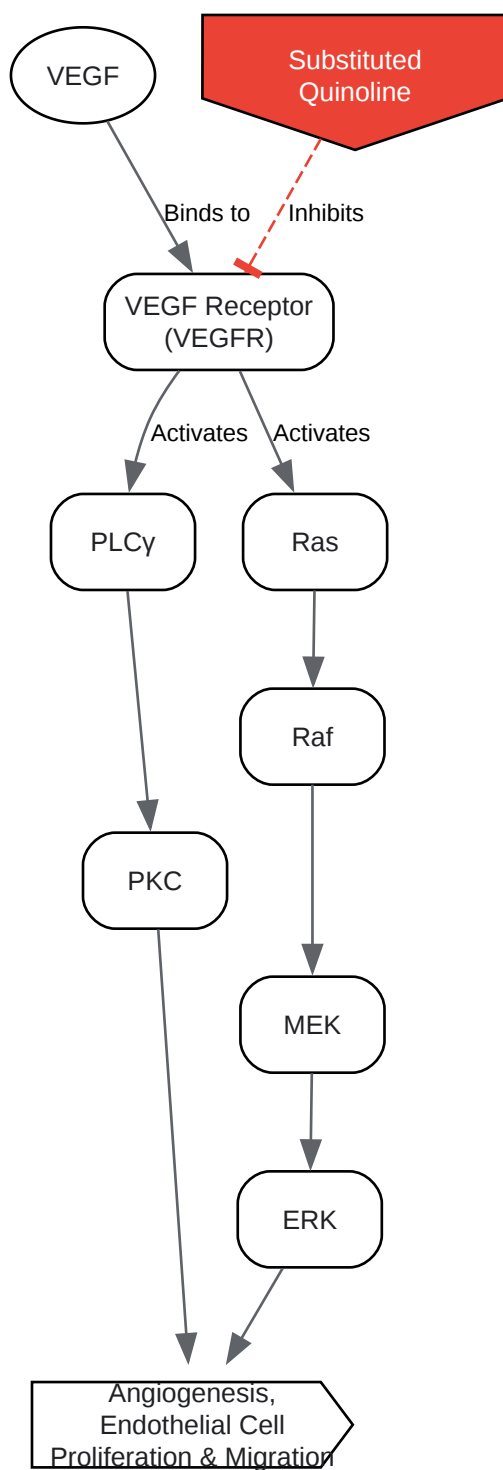 VEGF
Substituted
Quinoline
Binds to
Inhibits
VEGF Receptor
(VEGFR)
Activates
Activates
PLCγ
Ras
Raf
PKC
MEK
ERK
Angiogenesis,
Endothelial Cell
Proliferation & Migration